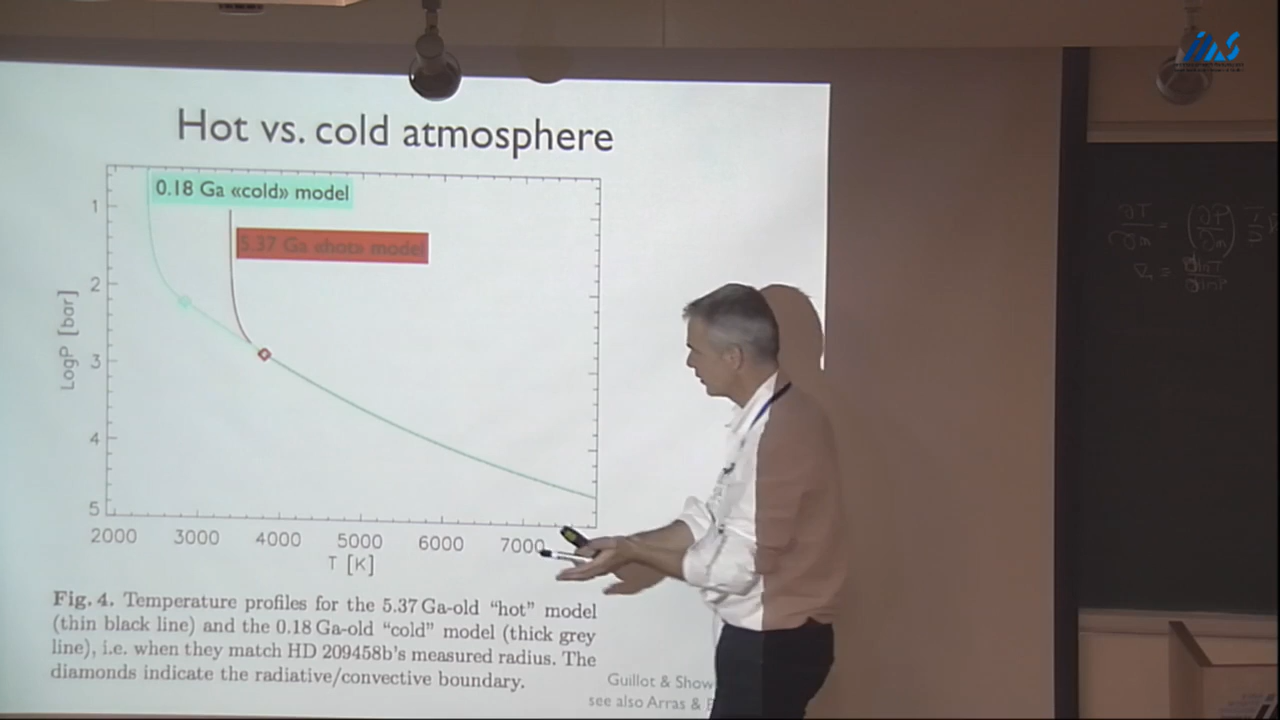 Hot vs. cold atmosphere
0.18 Ga «cold» model
5.37 Ga «hot» model
LogP [bar]
1
2
3
4
5
2000 3000 4000 5000 6000 7000
T [K]
Fig. 4. Temperature profiles for the 5.37 Ga-old “hot” model
(thin black line) and the 0.18 Ga-old “cold” model (thick grey
line), i.e. when they match HD 209458b's measured radius. The
diamonds indicate the radiative/convective boundary.
Guillot & Show
see also Arras &